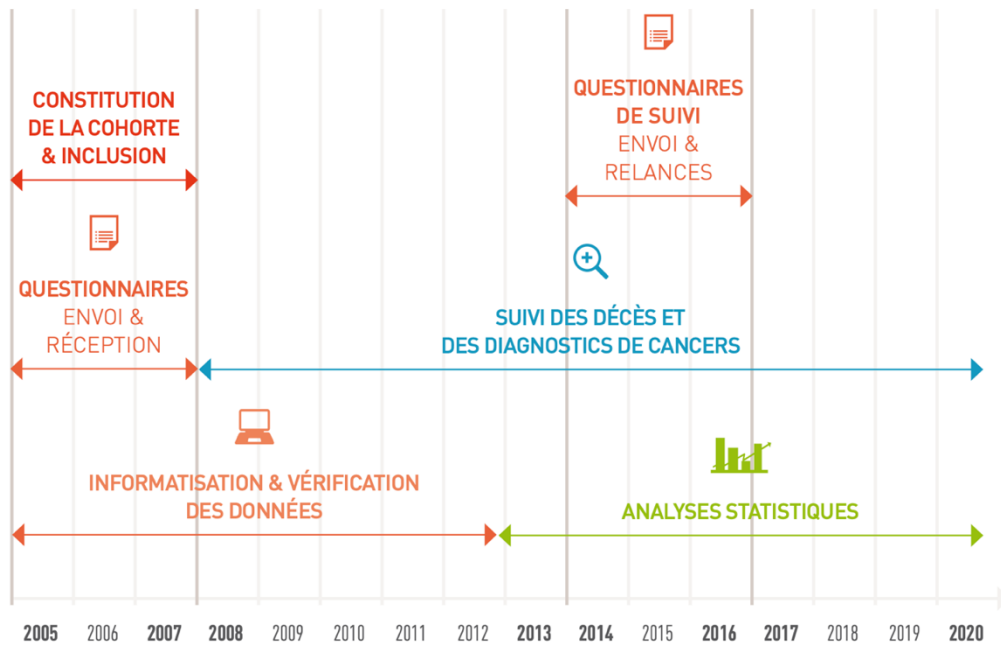 CONSTITUTION
DE LA COHORTE
& INCLUSION
QUESTIONNAIRES
DE SUIVI
ENVOI &
RELANCES
QUESTIONNAIRES
ENVOI &
RÉCEPTION
SUIVI DES DÉCÈS ET
DES DIAGNOSTICS DE CANCERS
INFORMATISATION & VÉRIFICATION
DES DONNÉES
ANALYSES STATISTIQUES
2005 2006 2007 2008 2009 2010 2011 2012 2013 2014 2015 2016 2017 2018 2019 2020